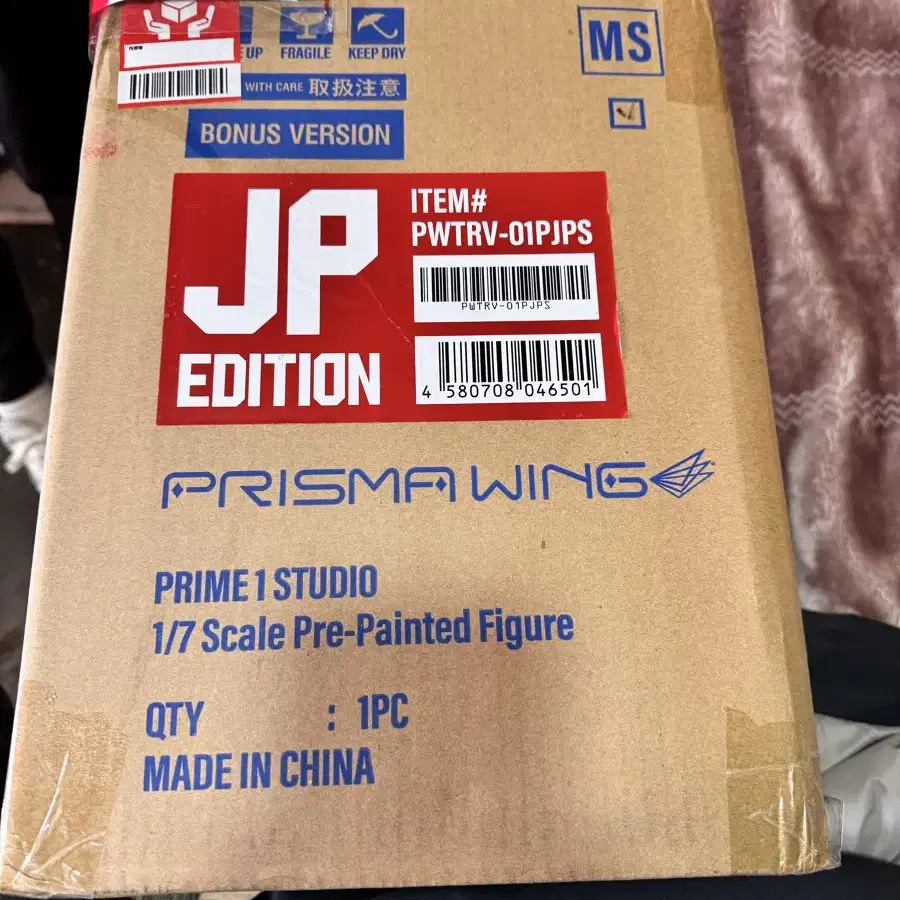 UP
FRAGILE
KEEP DRY
MS
WITH CARE 取扱注意
BONUS VERSION
JP
EDITION
ITEM#
PWTRV-01PJPS
PWTRV-01PJPS
4 580708 046501
PRISMA WING
PRIME 1 STUDIO
1/7 Scale Pre-Painted Figure
QTY : 1PC
MADE IN CHINA